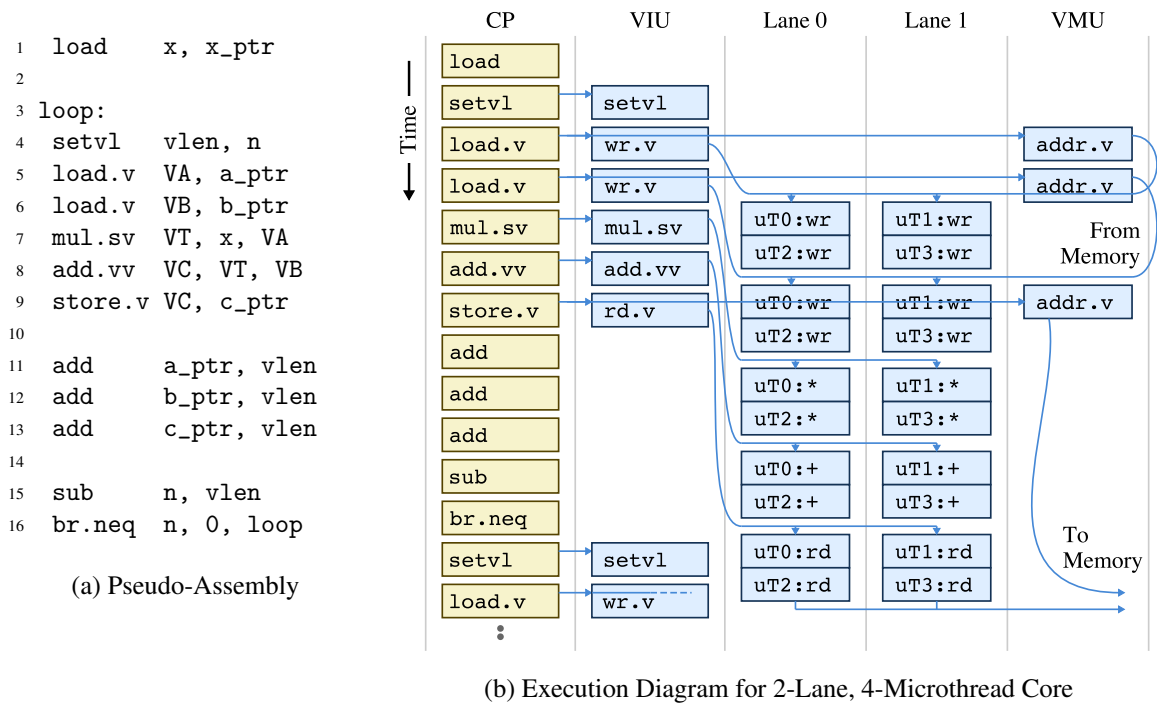 1 load x, x_ptr
2
3 loop:
4 setvl vlen, n
5 load.v VA, a_ptr
6 load.v VB, b_ptr
7 mul.sv VT, x, VA
8 add.vv VC, VT, VB
9 store.v VC, c_ptr
10
11 add a_ptr, vlen
12 add b_ptr, vlen
13 add c_ptr, vlen
14
15 sub n, vlen
16 br.neq n, 0, loop
(a) Pseudo-Assembly
CP VIU Lane 0 Lane 1 VMU
Time
load
setvl setvl
load.v wr.v addr.v
load.v wr.v addr.v
uT0:wr uT1:wr
mul.sv mul.sv
From
Memory
uT2:wr uT3:wr
add.vv add.vv
store.v rd.v uT0:wr uT1:wr addr.v
uT2:wr uT3:wr
add
add uT0:* uT1:*
uT2:* uT3:*
add
sub uT0:+ uT1:+
uT2:+ uT3:+
br.neq
setvl setvl uT0:rd uT1:rd
To
Memory
uT2:rd uT3:rd
load.v wr.v
(b) Execution Diagram for 2-Lane, 4-Microthread Core